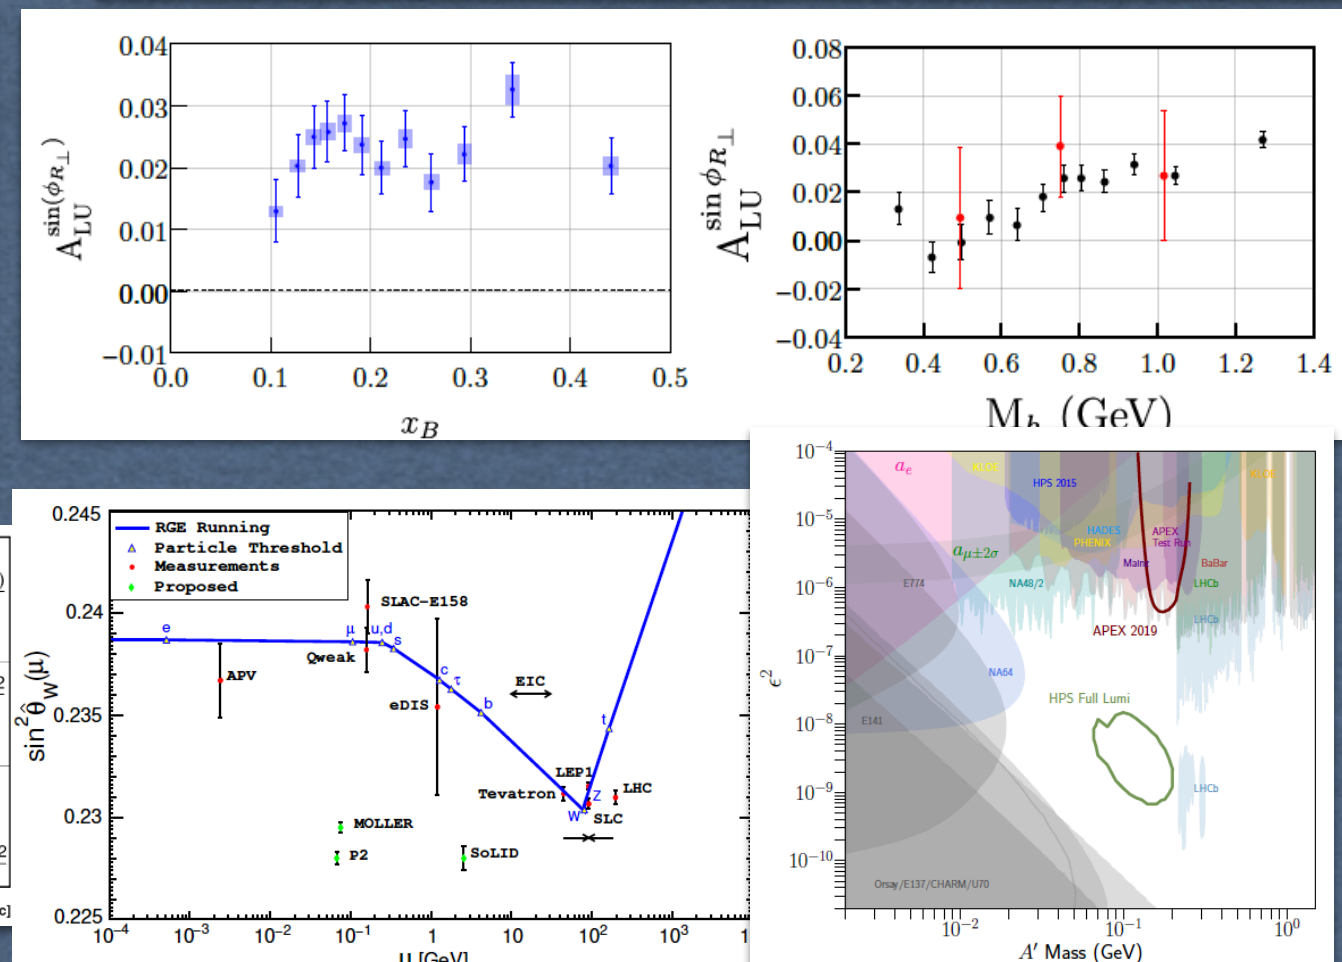 0.04
0.03
0.02
0.01
0.00
−0.01
0.0 0.1 0.2 0.3 0.4 0.5
A_LU^sin(φ_R⊥)
x_B
0.08
0.06
0.04
0.02
0.00
−0.02
−0.04
0.2 0.4 0.6 0.8 1.0 1.2 1.4
A_LU^sin φ_R⊥
M_h (GeV)
0.245
0.24
0.235
0.23
0.225
sin²θ̂_W(μ)
RGE Running
Particle Threshold
Measurements
Proposed
SLAC-E158
e
μ
u,d
s
Qweak
APV
c
τ
eDIS
EIC
b
t
LEP1
Tevatron
Z
LHC
W
SLC
MOLLER
P2
SoLID
10⁻⁴ 10⁻³ 10⁻² 10⁻¹ 1 10 10² 10³
μ [GeV]
10⁻⁴
10⁻⁵
10⁻⁶
10⁻⁷
10⁻⁸
10⁻⁹
10⁻¹⁰
ϵ²
a_e
KLOE
HPS 2015
KLOE
HADES
PHENIX
APEX
Test Run
a_μ±2σ
Mainz
BaBar
E774
NA48/2
LHCb
LHCb
APEX 2019
NA64
HPS Full Lumi
E141
LHCb
Orsay/E137/CHARM/U70
10⁻² 10⁻¹ 10⁰
A′ Mass (GeV)